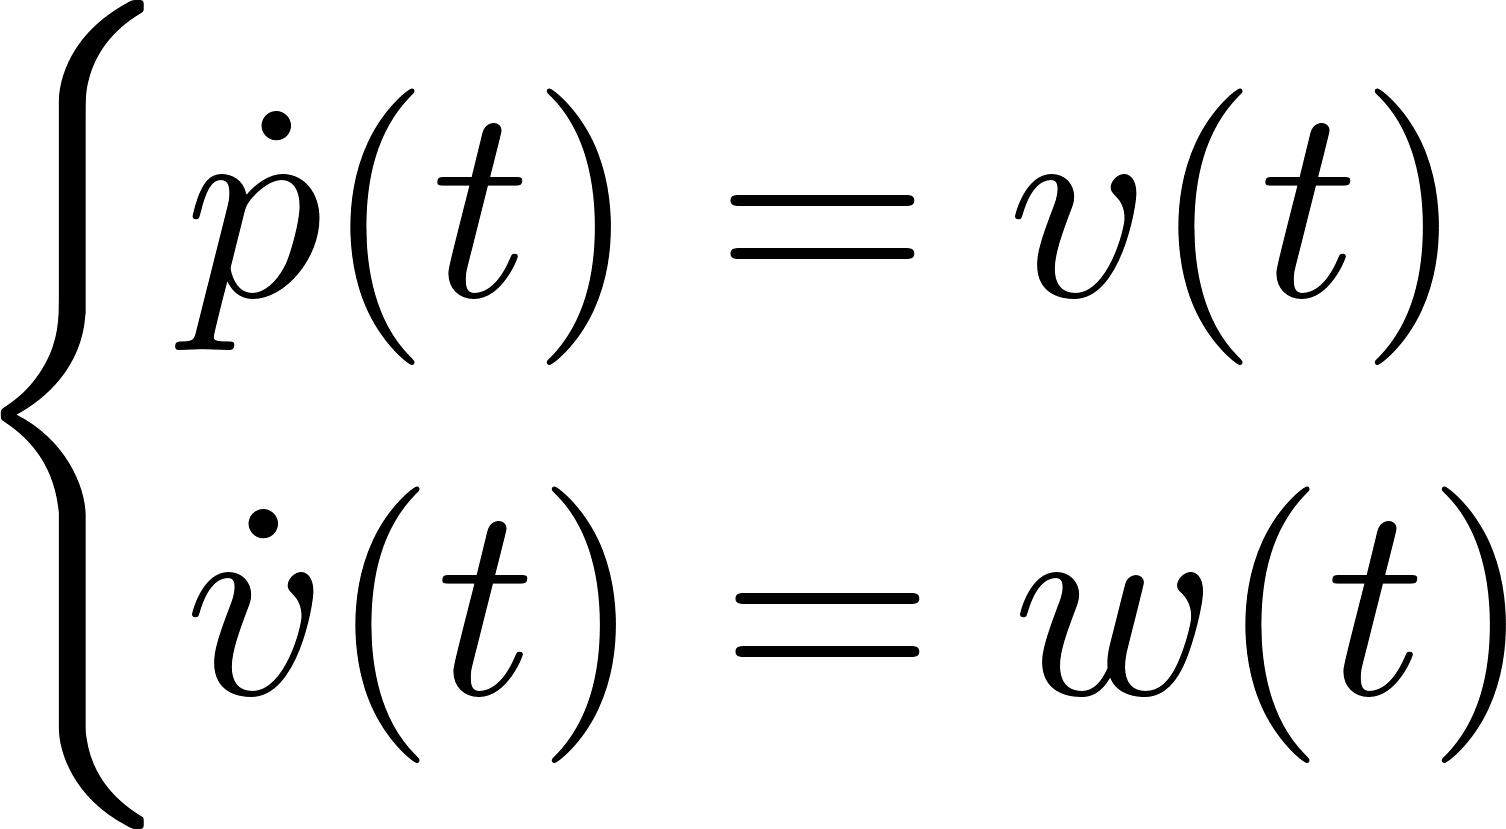 ṗ(t) = v(t)
v̇(t) = w(t)